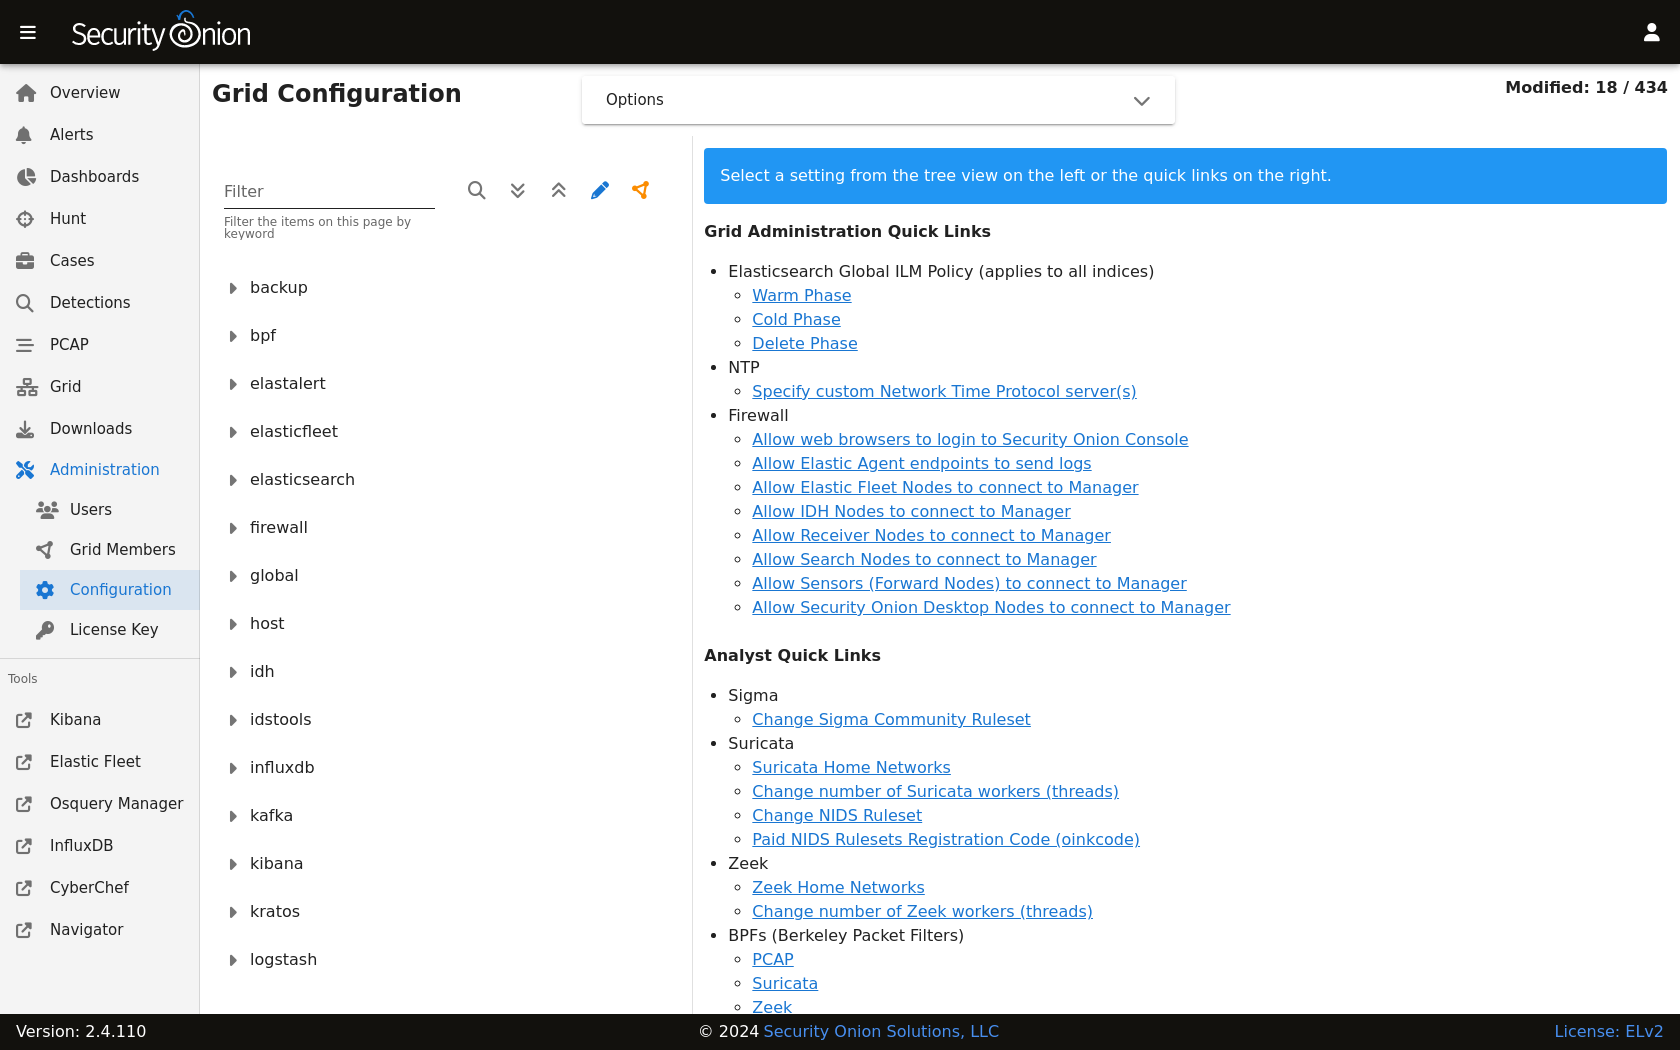 Security Onion
Overview
Alerts
Dashboards
Hunt
Cases
Detections
PCAP
Grid
Downloads
Administration
Users
Grid Members
Configuration
License Key
Tools
Kibana
Elastic Fleet
Osquery Manager
InfluxDB
CyberChef
Navigator
Grid Configuration
Options
Modified: 18 / 434
Filter
Filter the items on this page by
keyword
backup
bpf
elastalert
elasticfleet
elasticsearch
firewall
global
host
idh
idstools
influxdb
kafka
kibana
kratos
logstash
Select a setting from the tree view on the left or the quick links on the right.
Grid Administration Quick Links
Elasticsearch Global ILM Policy (applies to all indices)
Warm Phase
Cold Phase
Delete Phase
NTP
Specify custom Network Time Protocol server(s)
Firewall
Allow web browsers to login to Security Onion Console
Allow Elastic Agent endpoints to send logs
Allow Elastic Fleet Nodes to connect to Manager
Allow IDH Nodes to connect to Manager
Allow Receiver Nodes to connect to Manager
Allow Search Nodes to connect to Manager
Allow Sensors (Forward Nodes) to connect to Manager
Allow Security Onion Desktop Nodes to connect to Manager
Analyst Quick Links
Sigma
Change Sigma Community Ruleset
Suricata
Suricata Home Networks
Change number of Suricata workers (threads)
Change NIDS Ruleset
Paid NIDS Rulesets Registration Code (oinkcode)
Zeek
Zeek Home Networks
Change number of Zeek workers (threads)
BPFs (Berkeley Packet Filters)
PCAP
Suricata
Zeek
Version: 2.4.110
© 2024 Security Onion Solutions, LLC
License: ELv2